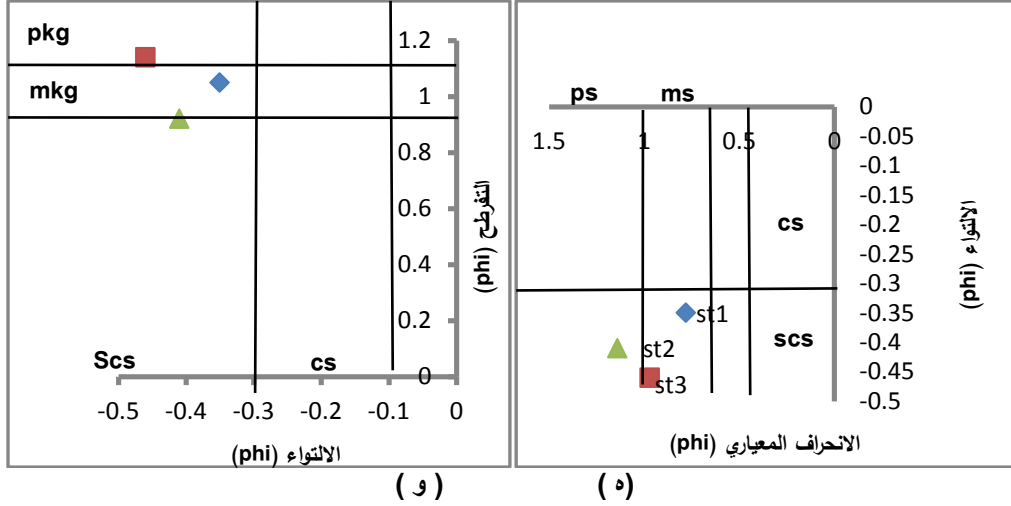 pkg
mkg
1.2
1
0.8
0.6
0.4
0.2
0
التفرطح (phi)
Scs
cs
-0.5 -0.4 -0.3 -0.2 -0.1 0
الالتواء (phi)
( و )
ps ms
1.5 1 0.5 0
0
-0.05
-0.1
-0.15
-0.2
-0.25
-0.3
-0.35
-0.4
-0.45
-0.5
الالتواء (phi)
cs
st1
scs
st2
st3
الانحراف المعياري (phi)
(ه )